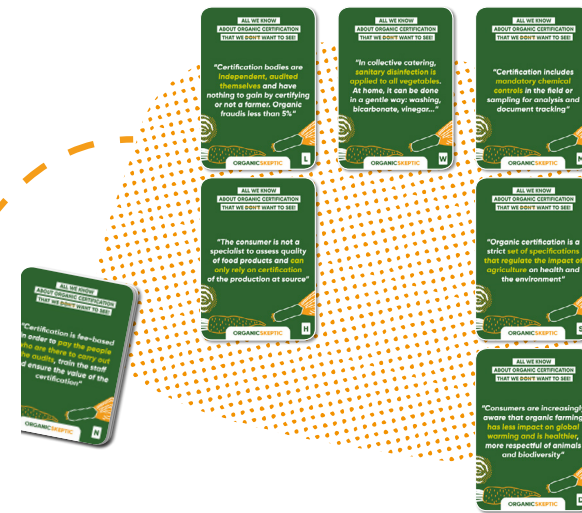 ALL WE KNOW
ABOUT ORGANIC CERTIFICATION
THAT WE DON'T WANT TO SEE!
"Certification bodies are
independent, audited
themselves and have
nothing to gain by certifying
or not a farmer. Organic
fraudis less than 5%"
ORGANICSKEPTIC
L
ALL WE KNOW
ABOUT ORGANIC CERTIFICATION
THAT WE DON'T WANT TO SEE!
"In collective catering,
sanitary disinfection is
applied to all vegetables.
At home, it can be done
in a gentle way: washing,
bicarbonate, vinegar..."
ORGANICSKEPTIC
W
ALL WE KNOW
ABOUT ORGANIC CERTIFICATION
THAT WE DON'T WANT TO SEE!
"Certification includes
mandatory chemical
controls in the field or
sampling for analysis and
document tracking"
ORGANICSKEPTIC
ALL WE KNOW
ABOUT ORGANIC CERTIFICATION
THAT WE DON'T WANT TO SEE!
"The consumer is not a
specialist to assess quality
of food products and can
only rely on certification
of the production at source"
ORGANICSKEPTIC
H
ALL WE KNOW
ABOUT ORGANIC CERTIFICATION
THAT WE DON'T WANT TO SEE!
"Organic certification is a
strict set of specifications
that regulate the impact of
agriculture on health and
the environment"
ORGANICSKEPTIC
S
ALL WE KNOW
ABOUT ORGANIC CERTIFICATION
THAT WE DON'T WANT TO SEE!
"Certification is fee-based
in order to pay the people
who are there to carry out
the audits, train the staff
d ensure the value of the
certification"
ORGANICSKEPTIC
N
ALL WE KNOW
ABOUT ORGANIC CERTIFICATION
THAT WE DON'T WANT TO SEE!
"Consumers are increasingly
aware that organic farming
has less impact on global
warming and is healthier,
more respectful of animals
and biodiversity"
ORGANICSKEPTIC
D